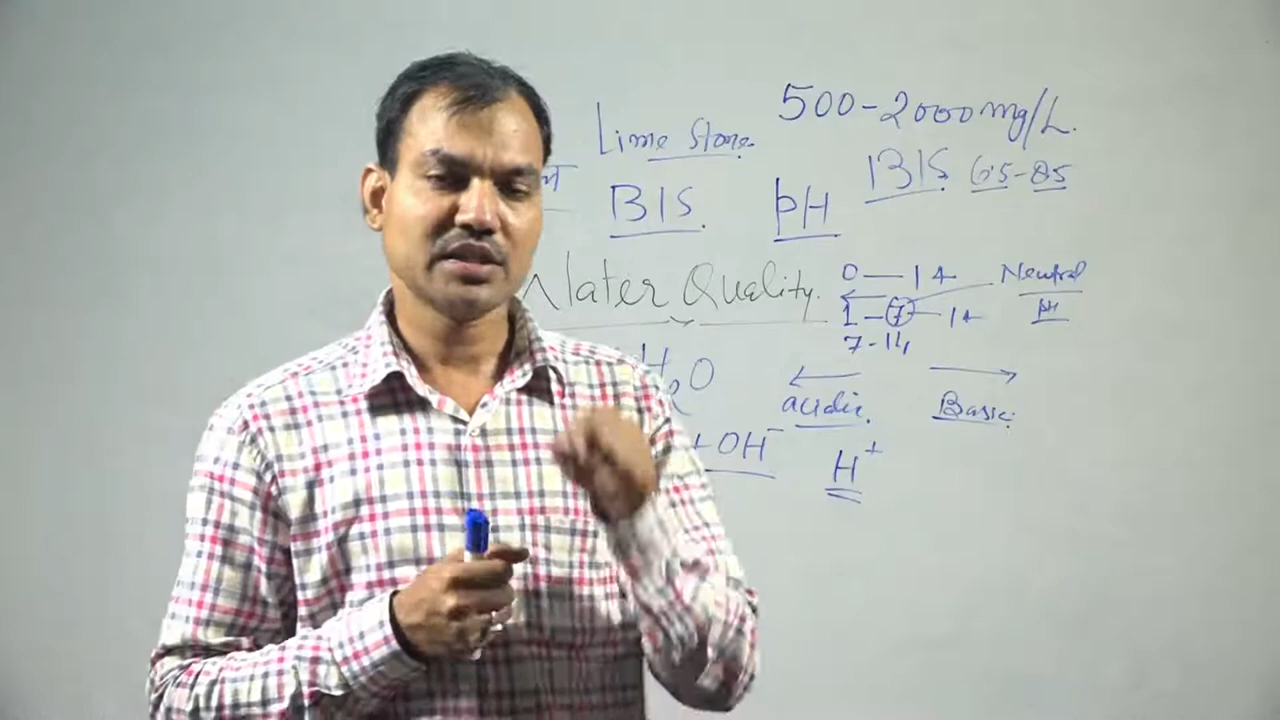 500-2000mg/L.
Lime Stone.
BIS 6.5-8.5
BIS. pH
Water Quality.
0 — 14 Neutral
1 - 7 - 14 pH
7-14
H₂O
acidic. Basic.
+OH⁻
H⁺